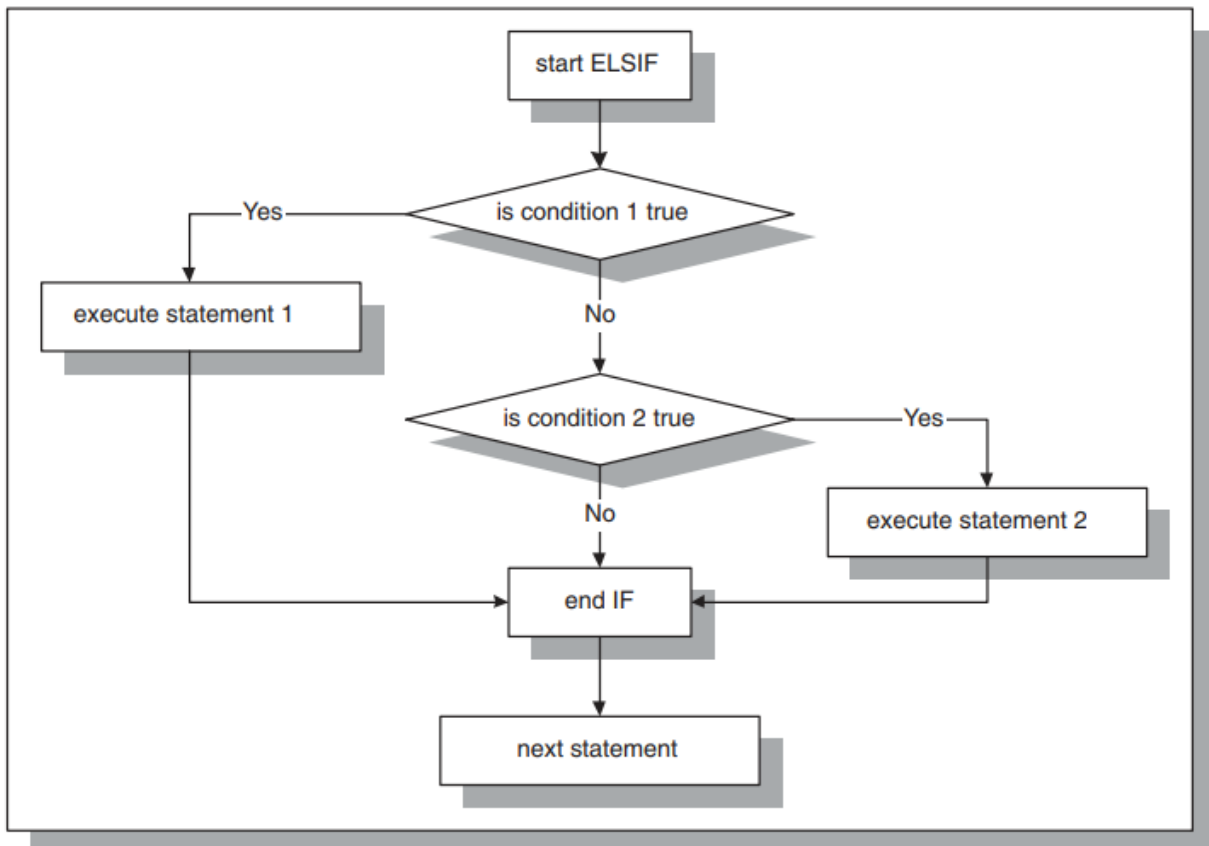 start ELSIF
is condition 1 true
Yes
execute statement 1
No
is condition 2 true
Yes
No
execute statement 2
end IF
next statement